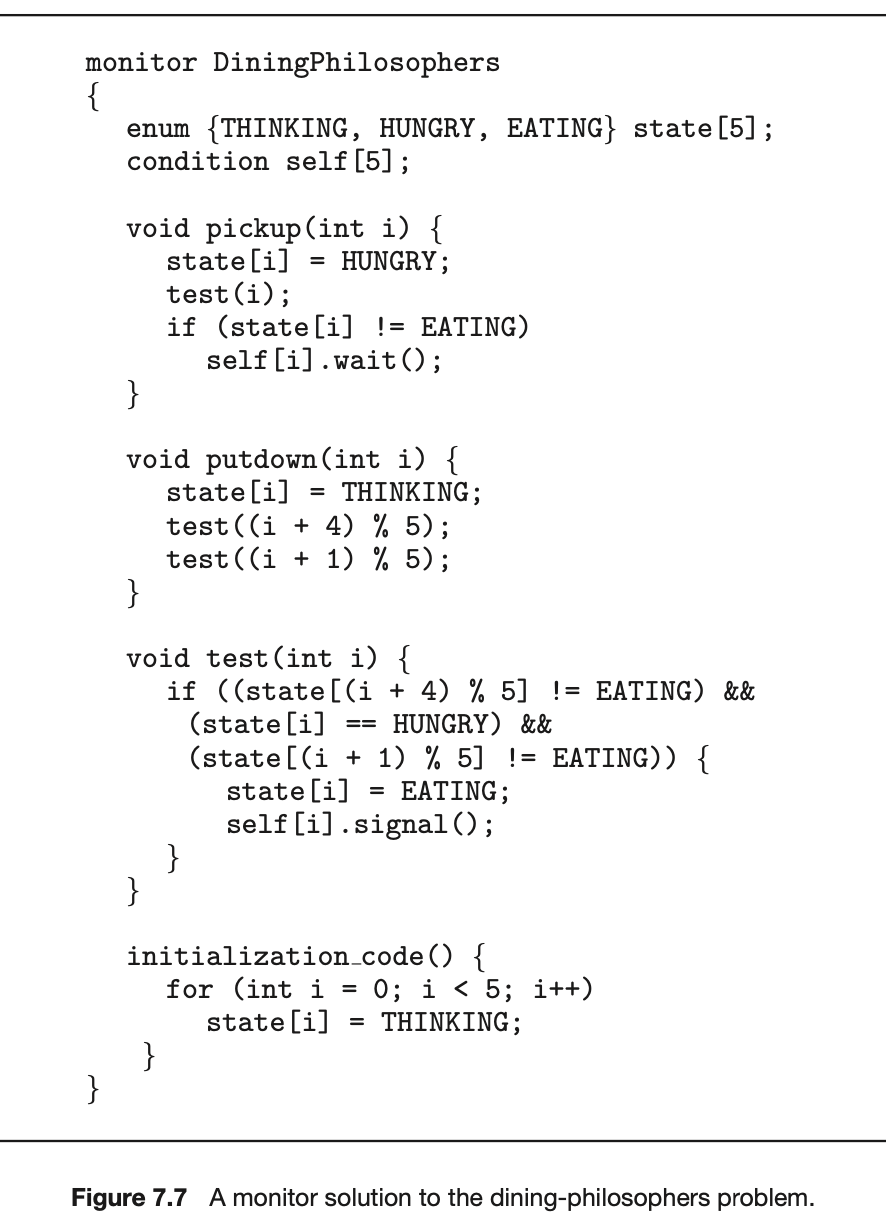 monitor DiningPhilosophers
{
enum {THINKING, HUNGRY, EATING} state[5];
condition self[5];
void pickup(int i) {
state[i] = HUNGRY;
test(i);
if (state[i] != EATING)
self[i].wait();
}
void putdown(int i) {
state[i] = THINKING;
test((i + 4) % 5);
test((i + 1) % 5);
}
void test(int i) {
if ((state[(i + 4) % 5] != EATING) &&
(state[i] == HUNGRY) &&
(state[(i + 1) % 5] != EATING)) {
state[i] = EATING;
self[i].signal();
}
}
initialization_code() {
for (int i = 0; i < 5; i++)
state[i] = THINKING;
}
}
Figure 7.7 A monitor solution to the dining-philosophers problem.